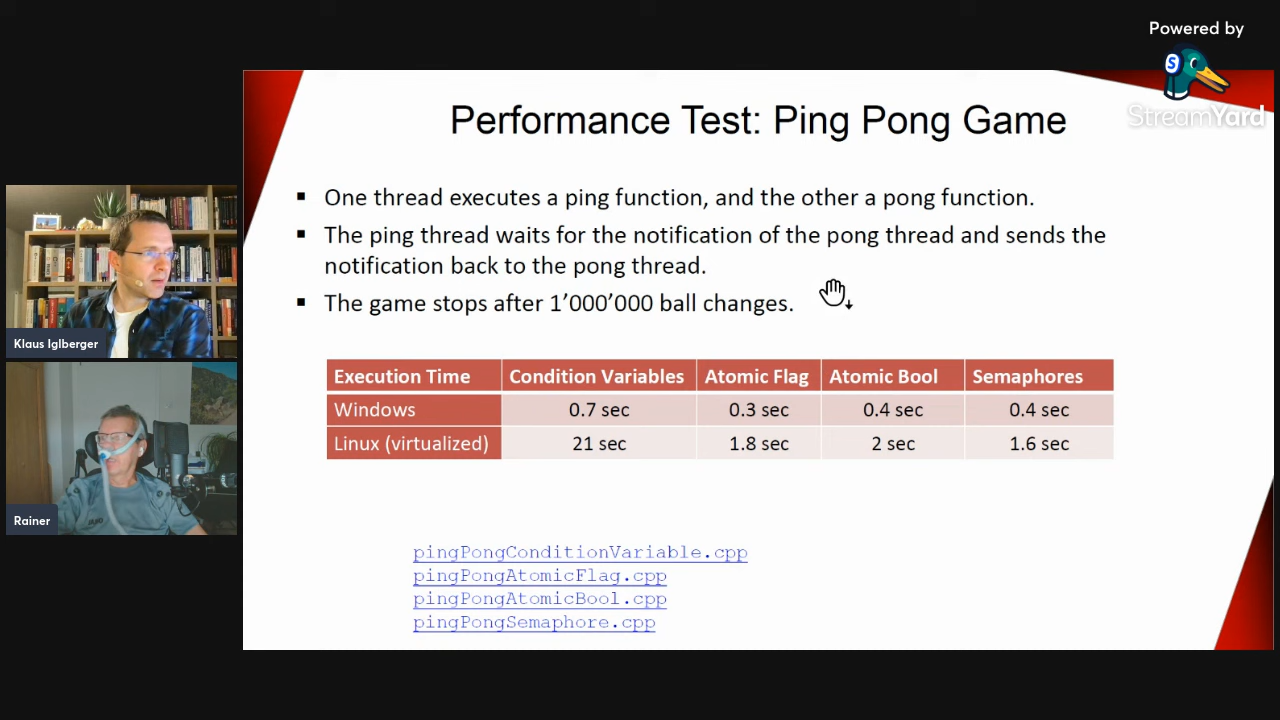 Powered by
S
StreamYard
Performance Test: Ping Pong Game
One thread executes a ping function, and the other a pong function.
The ping thread waits for the notification of the pong thread and sends the
notification back to the pong thread.
The game stops after 1’000’000 ball changes.
Execution Time Condition Variables Atomic Flag Atomic Bool Semaphores
Windows 0.7 sec 0.3 sec 0.4 sec 0.4 sec
Linux (virtualized) 21 sec 1.8 sec 2 sec 1.6 sec
pingPongConditionVariable.cpp
pingPongAtomicFlag.cpp
pingPongAtomicBool.cpp
pingPongSemaphore.cpp
Klaus Iglberger
Rainer